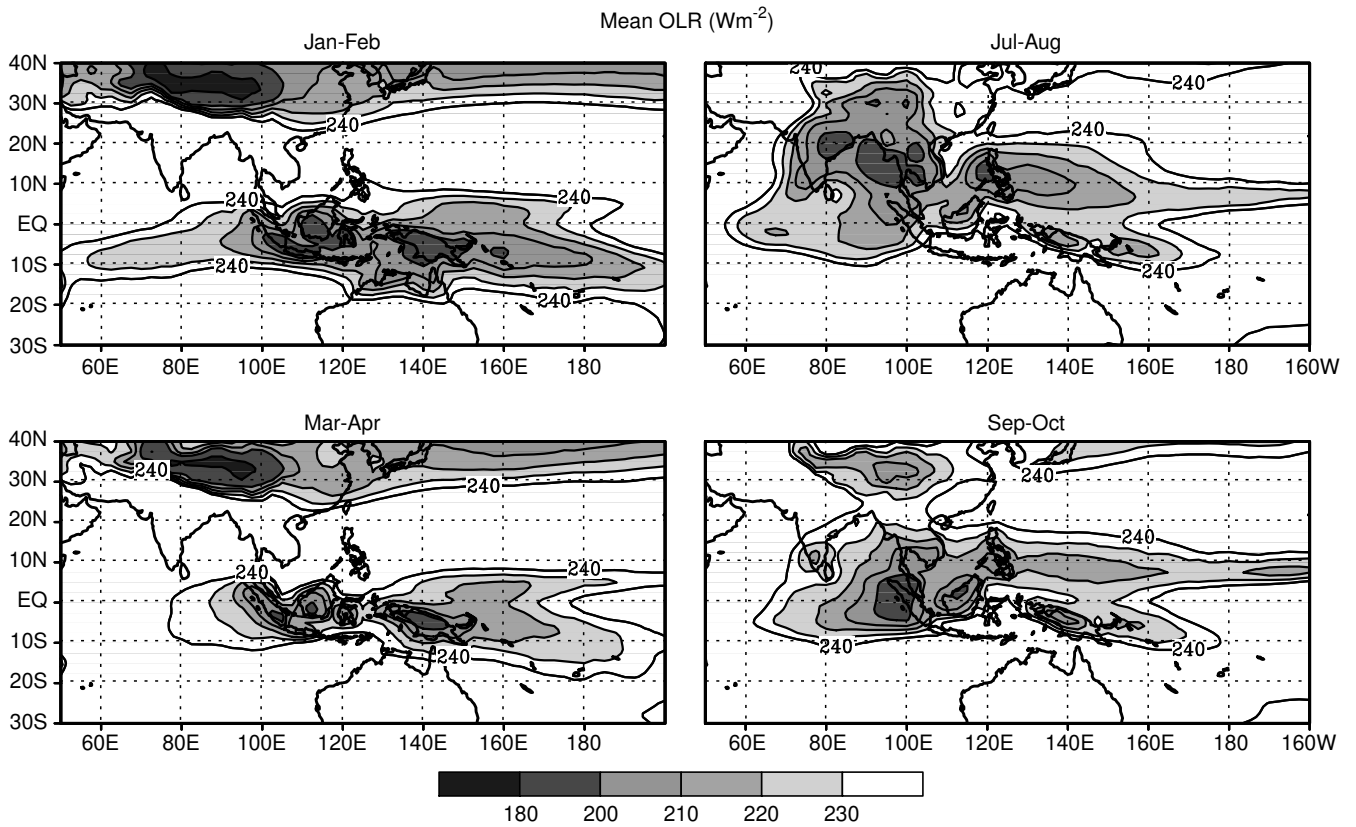 Mean OLR (Wm-2)
Jan-Feb
Jul-Aug
40N
30N
20N
10N
EQ
10S
20S
30S
240
240
240
240
240
240
240
240
240
60E 80E 100E 120E 140E 160E 180
60E 80E 100E 120E 140E 160E 180 160W
Mar-Apr
Sep-Oct
40N
30N
20N
10N
EQ
10S
20S
30S
240
240
240
240
240
240
240
240
240
60E 80E 100E 120E 140E 160E 180
60E 80E 100E 120E 140E 160E 180 160W
180 200 210 220 230